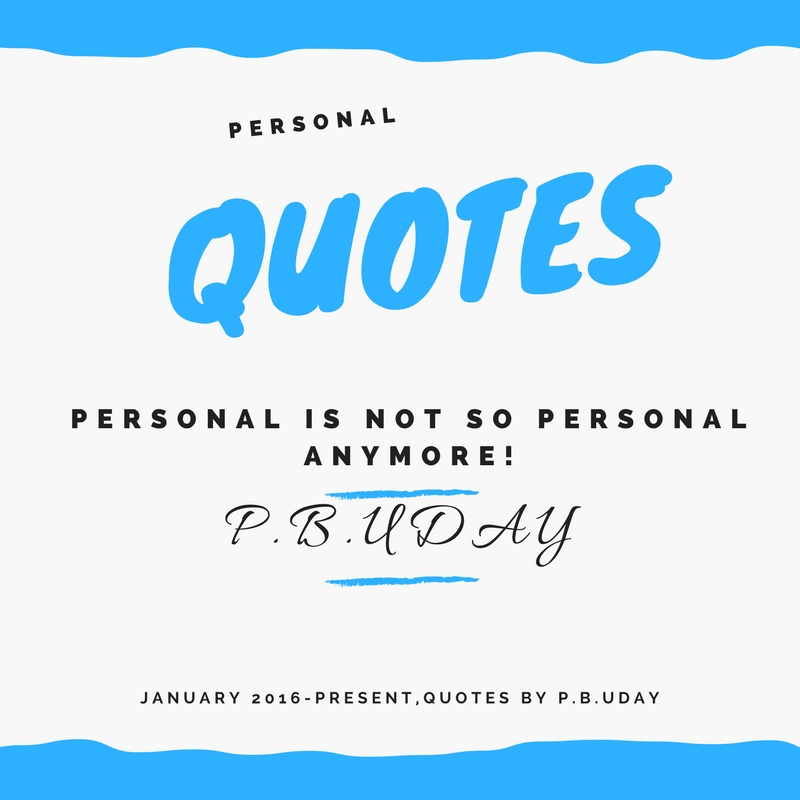 PERSONAL
QUOTES
PERSONAL IS NOT SO PERSONAL
ANYMORE!
P.B.UDAY
JANUARY 2016-PRESENT,QUOTES BY P.B.UDAY